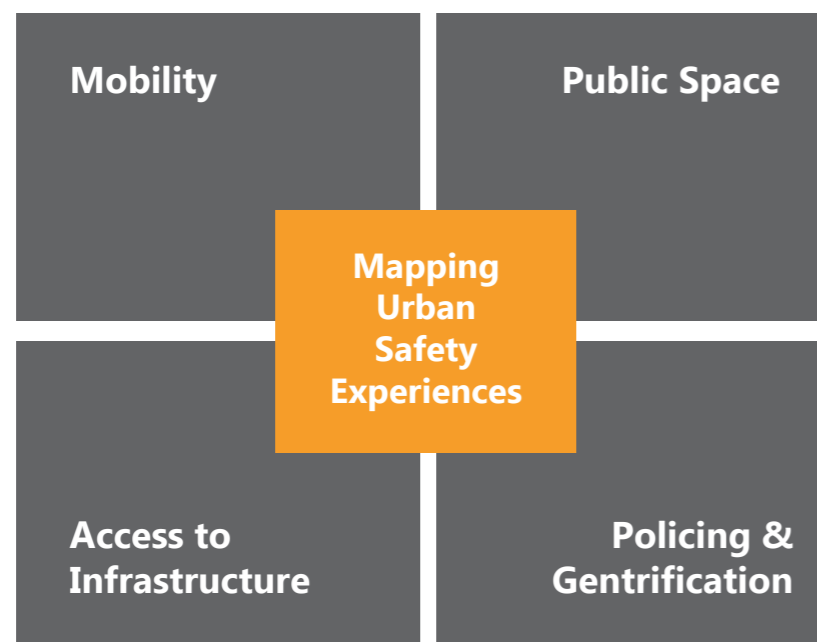 Mobility
Public Space
Mapping
Urban
Safety
Experiences
Access to
Infrastructure
Policing &
Gentrification